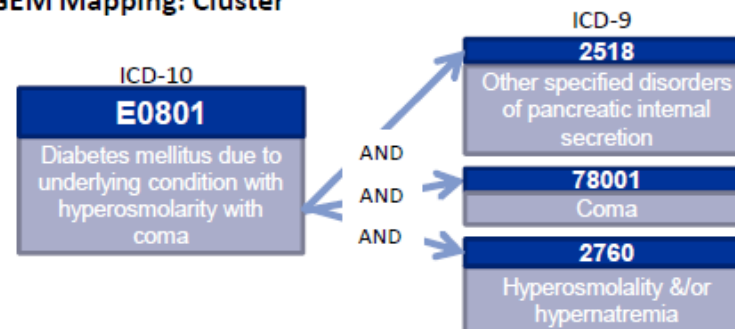 GEM Mapping: Cluster
ICD-10
E0801
Diabetes mellitus due to
underlying condition with
hyperosmolarity with
coma
AND
AND
AND
ICD-9
2518
Other specified disorders
of pancreatic internal
secretion
78001
Coma
2760
Hyperosmolality &/or
hypernatremia